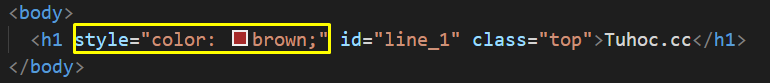 <body>
<h1 style="color: brown;" id="line_1" class="top">Tuhoc.cc</h1>
</body>